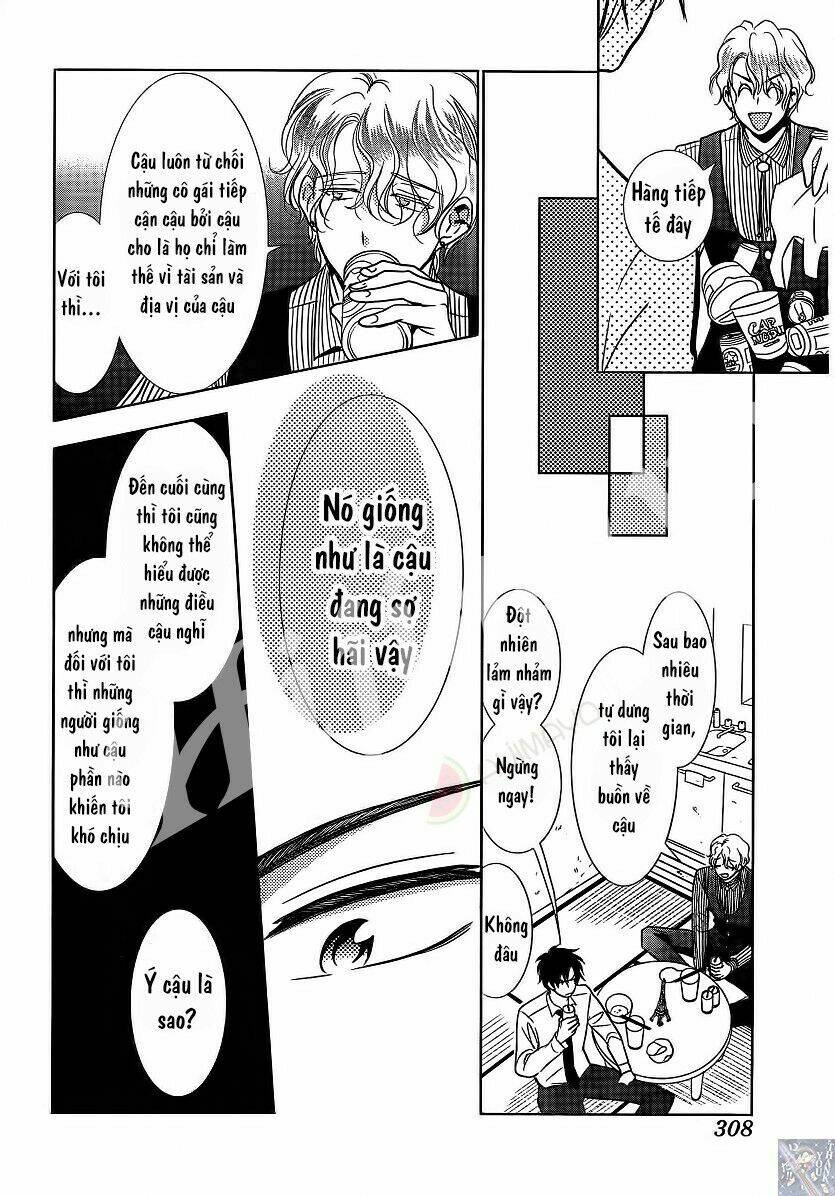 Hàng tiếp
tế đây
Sau bao
nhiêu
thời
gian,
tự dưng
tôi lại
thấy
buồn về
cậu
Đột
nhiên
lảm nhảm
gì vậy?
Ngừng
ngay!
Không
đâu
Cậu luôn từ chối
những cô gái tiếp
cận cậu bởi cậu
cho là họ chỉ làm
thế vì tài sản và
địa vị của cậu
Với tôi
thì...
Nó giống
như là cậu
đang sợ
hãi vậy
Đến cuối cùng
thì tôi cũng
không thể
hiểu được
những điều
cậu nghĩ
nhưng mà
đối với tôi
thì những
người giống
như cậu
phần nào
khiến tôi
khó chịu
Ý cậu là
sao?
308